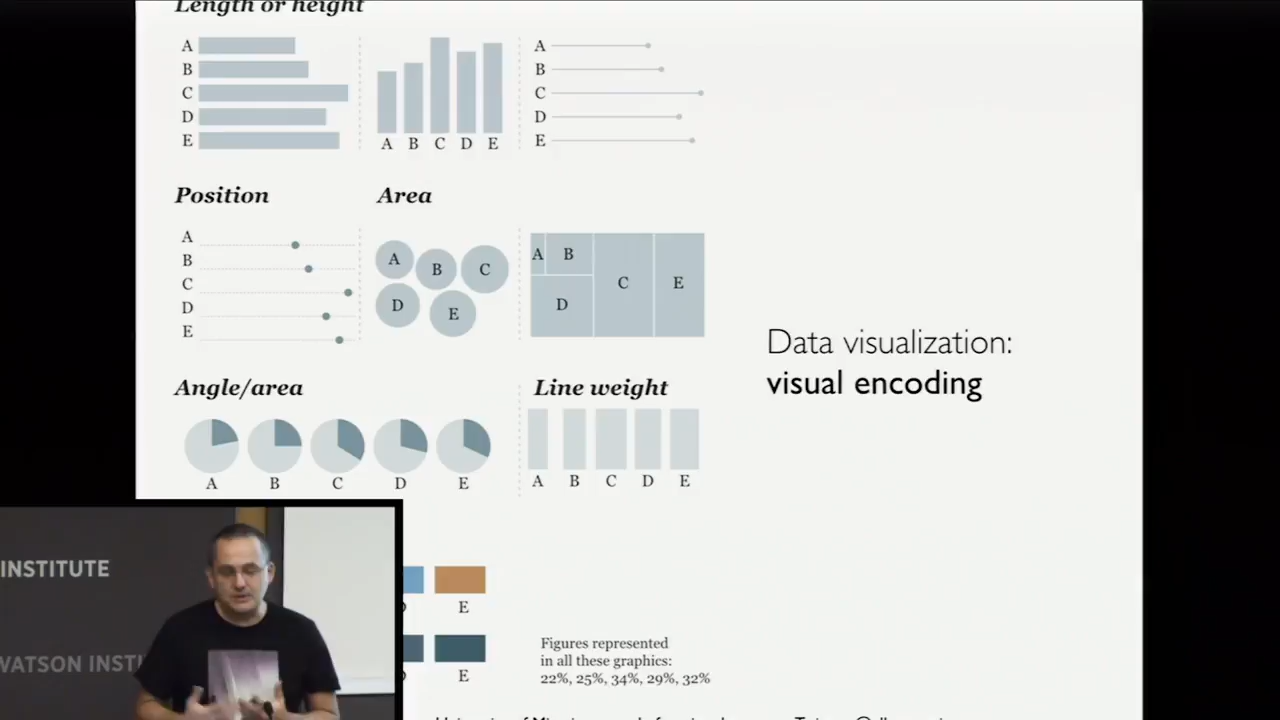 Length or height
A
B
C
D
E
A B C D E
A
B
C
D
E
Position
Area
A
B
C
D
E
A
B
C
D
E
A
B
C
E
D
Angle/area
Line weight
A B C D E
A B C D E
Data visualization:
visual encoding
E
E
Figures represented
in all these graphics:
22%, 25%, 34%, 29%, 32%
INSTITUTE
WATSON INSTI